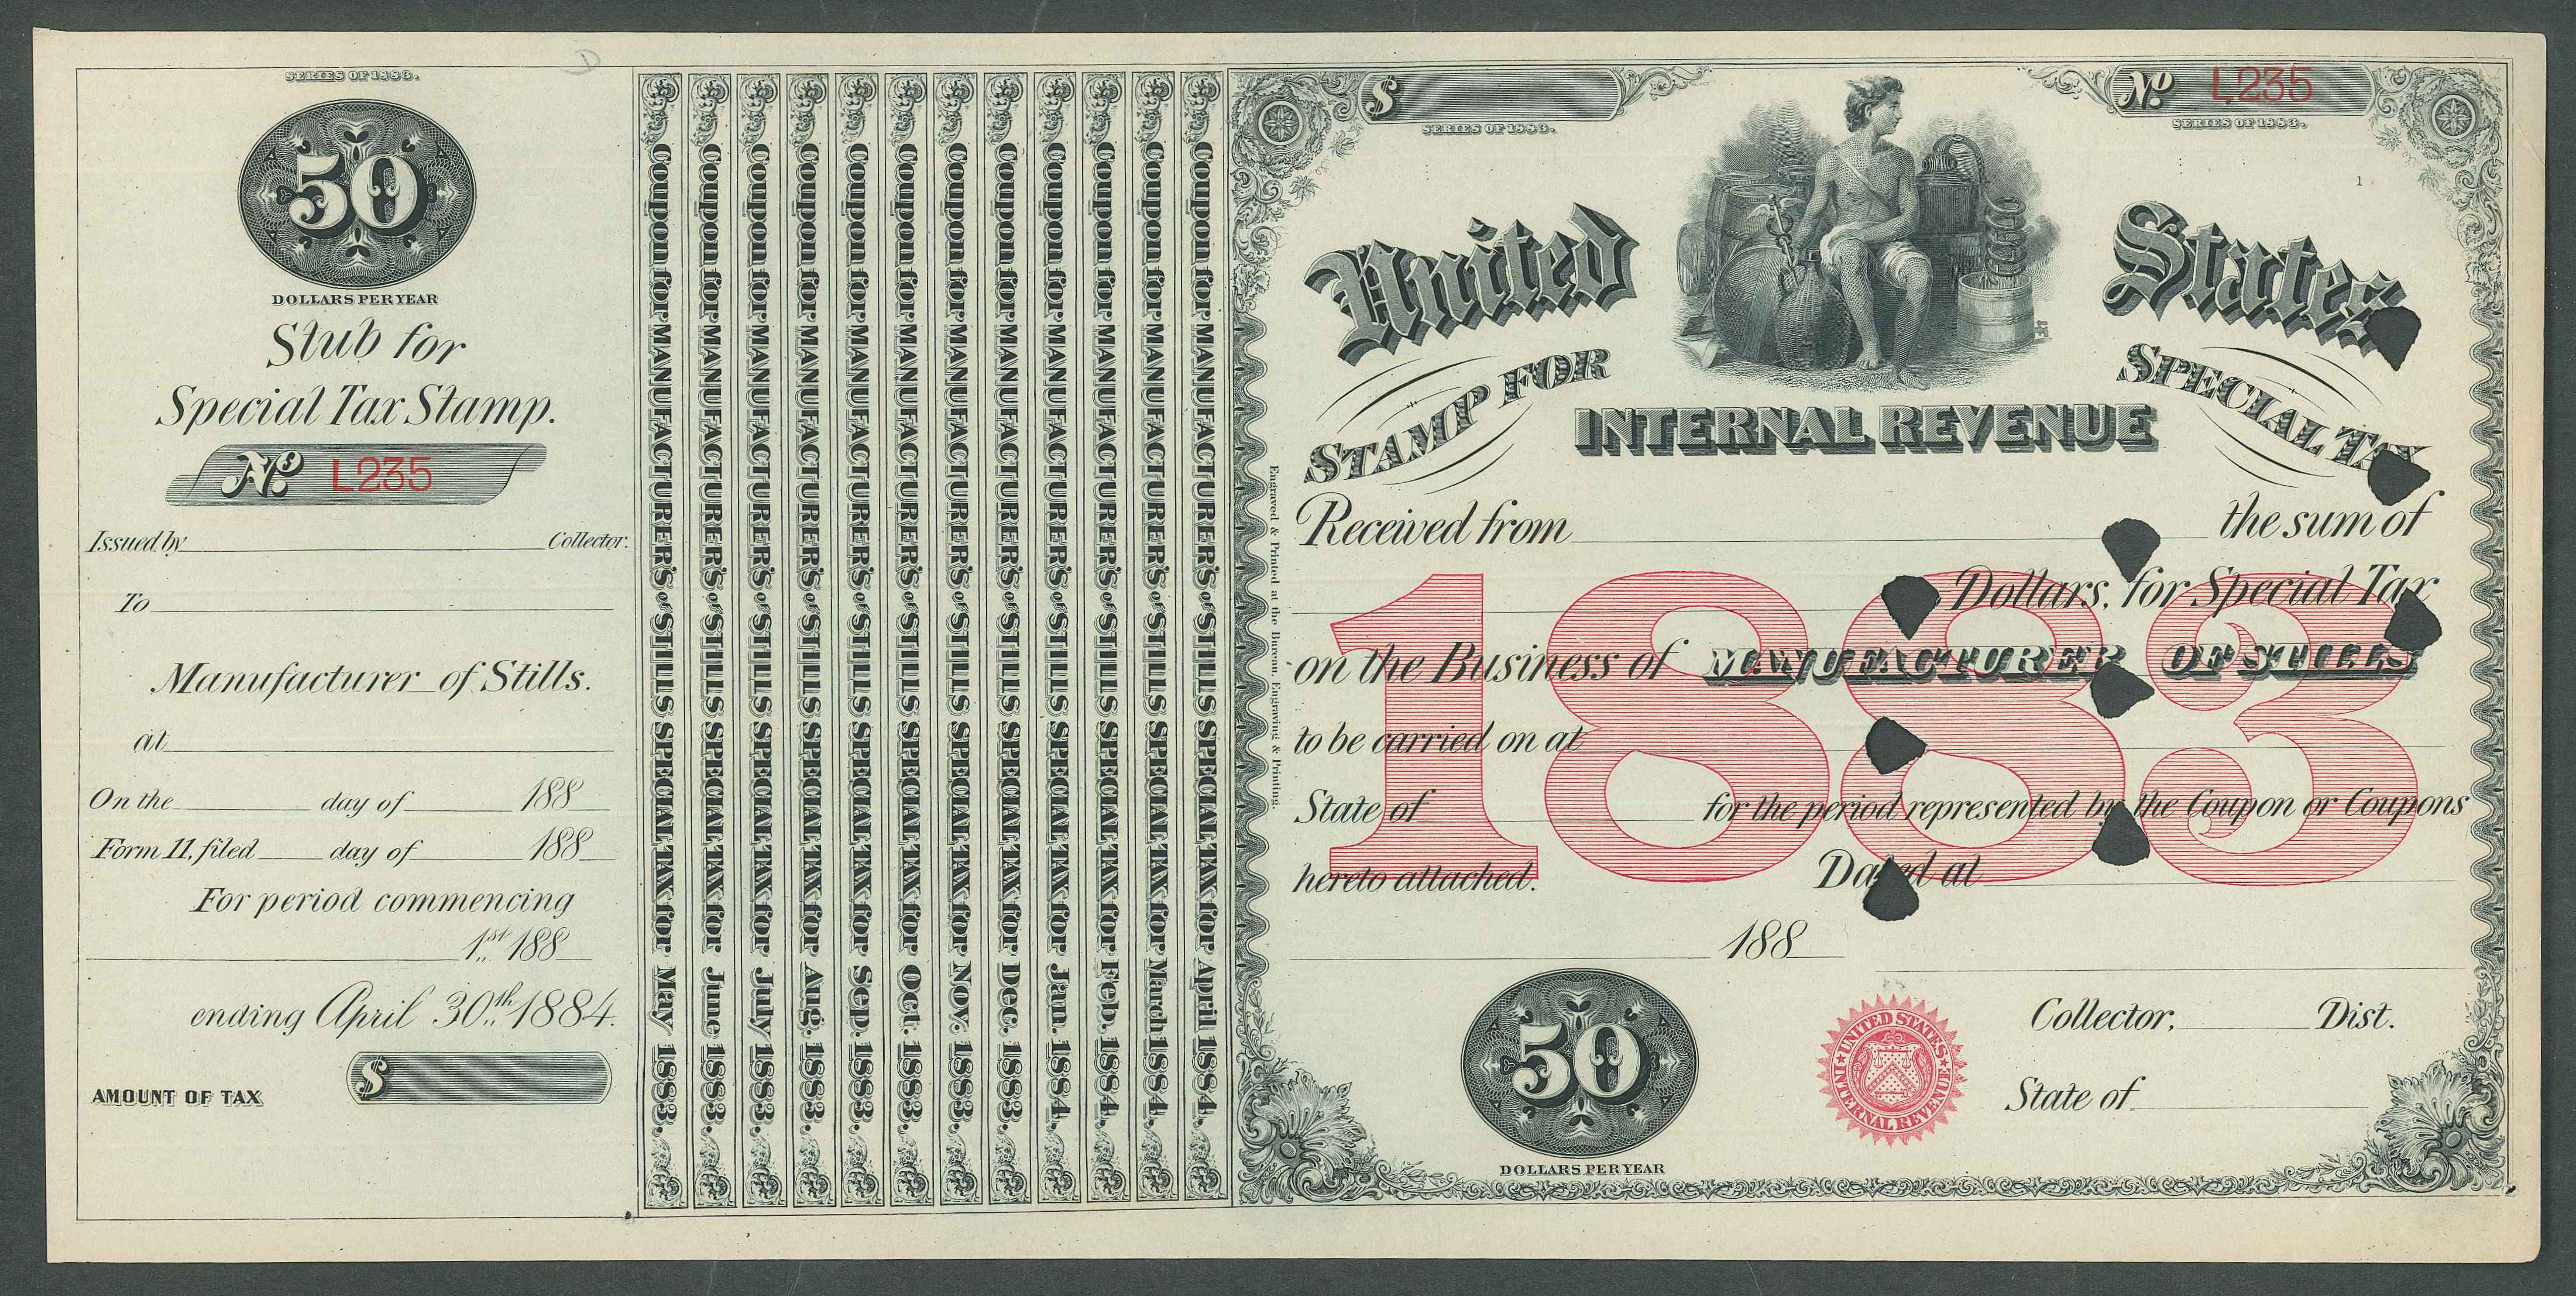 SERIES OF 1883.
50
DOLLARS PER YEAR
Stub for
Special Tax Stamp.
No. L235
Issued by Collector.
To
Manufacturer of Stills.
at
On the day of 188
Form 11, filed day of 188
For period commencing
1st 188
ending April 30th 1884.
AMOUNT OF TAX $
D
Coupon for MANUFACTURER'S of STILLS SPECIAL TAX for May 1883.
Coupon for MANUFACTURER'S of STILLS SPECIAL TAX for June 1883.
Coupon for MANUFACTURER'S of STILLS SPECIAL TAX for July 1883.
Coupon for MANUFACTURER'S of STILLS SPECIAL TAX for Aug. 1883.
Coupon for MANUFACTURER'S of STILLS SPECIAL TAX for Sep. 1883.
Coupon for MANUFACTURER'S of STILLS SPECIAL TAX for Oct. 1883.
Coupon for MANUFACTURER'S of STILLS SPECIAL TAX for Nov. 1883.
Coupon for MANUFACTURER'S of STILLS SPECIAL TAX for Dec. 1883.
Coupon for MANUFACTURER'S of STILLS SPECIAL TAX for Jan. 1884.
Coupon for MANUFACTURER'S of STILLS SPECIAL TAX for Feb. 1884.
Coupon for MANUFACTURER'S of STILLS SPECIAL TAX for March 1884.
Coupon for MANUFACTURER'S of STILLS SPECIAL TAX for April 1884.
Engraved & Printed at the Bureau, Engraving & Printing.
$ No. L235
SERIES OF 1883. SERIES OF 1883.
1
United States
STAMP FOR INTERNAL REVENUE SPECIAL TAX
Received from the sum of
Dollars, for Special Tax
on the Business of MANUFACTURER OF STILLS
to be carried on at
State of for the period represented by the Coupon or Coupons
hereto attached. Dated at
1883
188
50
DOLLARS PER YEAR
UNITED STATES INTERNAL REVENUE
Collector, Dist.
State of